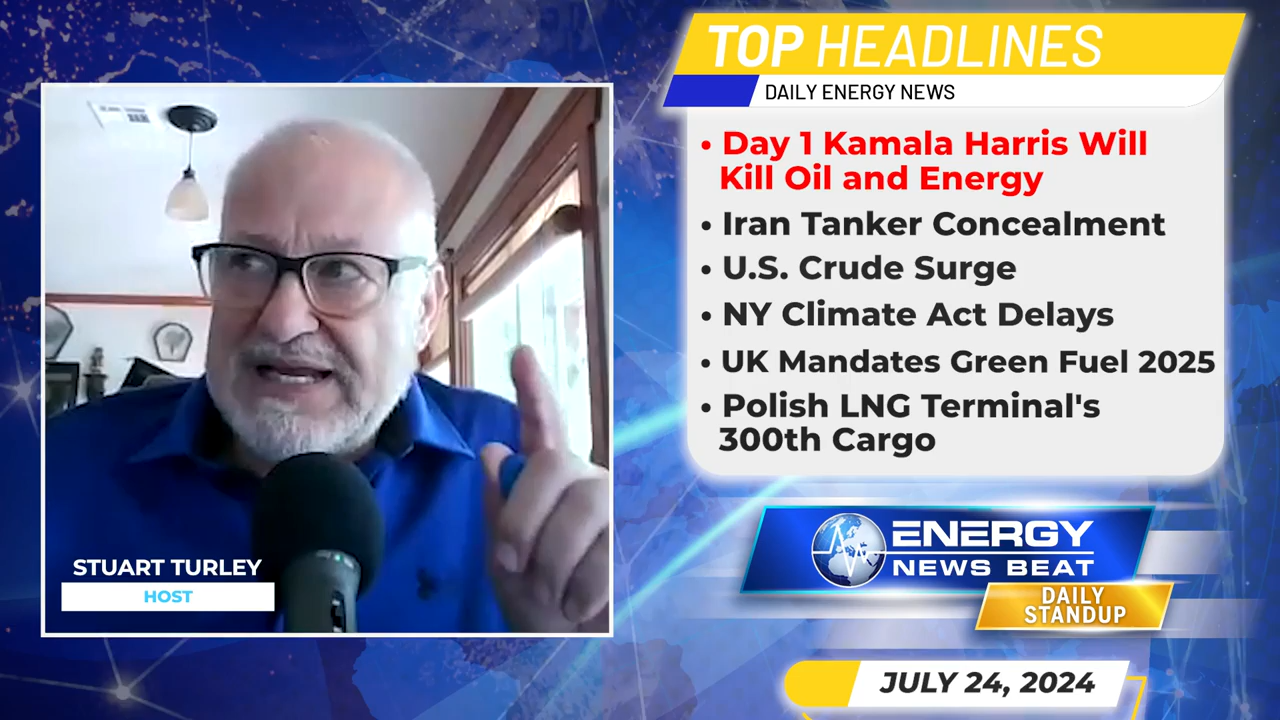 TOP HEADLINES
DAILY ENERGY NEWS
• Day 1 Kamala Harris Will
Kill Oil and Energy
• Iran Tanker Concealment
• U.S. Crude Surge
• NY Climate Act Delays
• UK Mandates Green Fuel 2025
• Polish LNG Terminal's
300th Cargo
STUART TURLEY
HOST
ENERGY
NEWS BEAT
DAILY
STANDUP
JULY 24, 2024